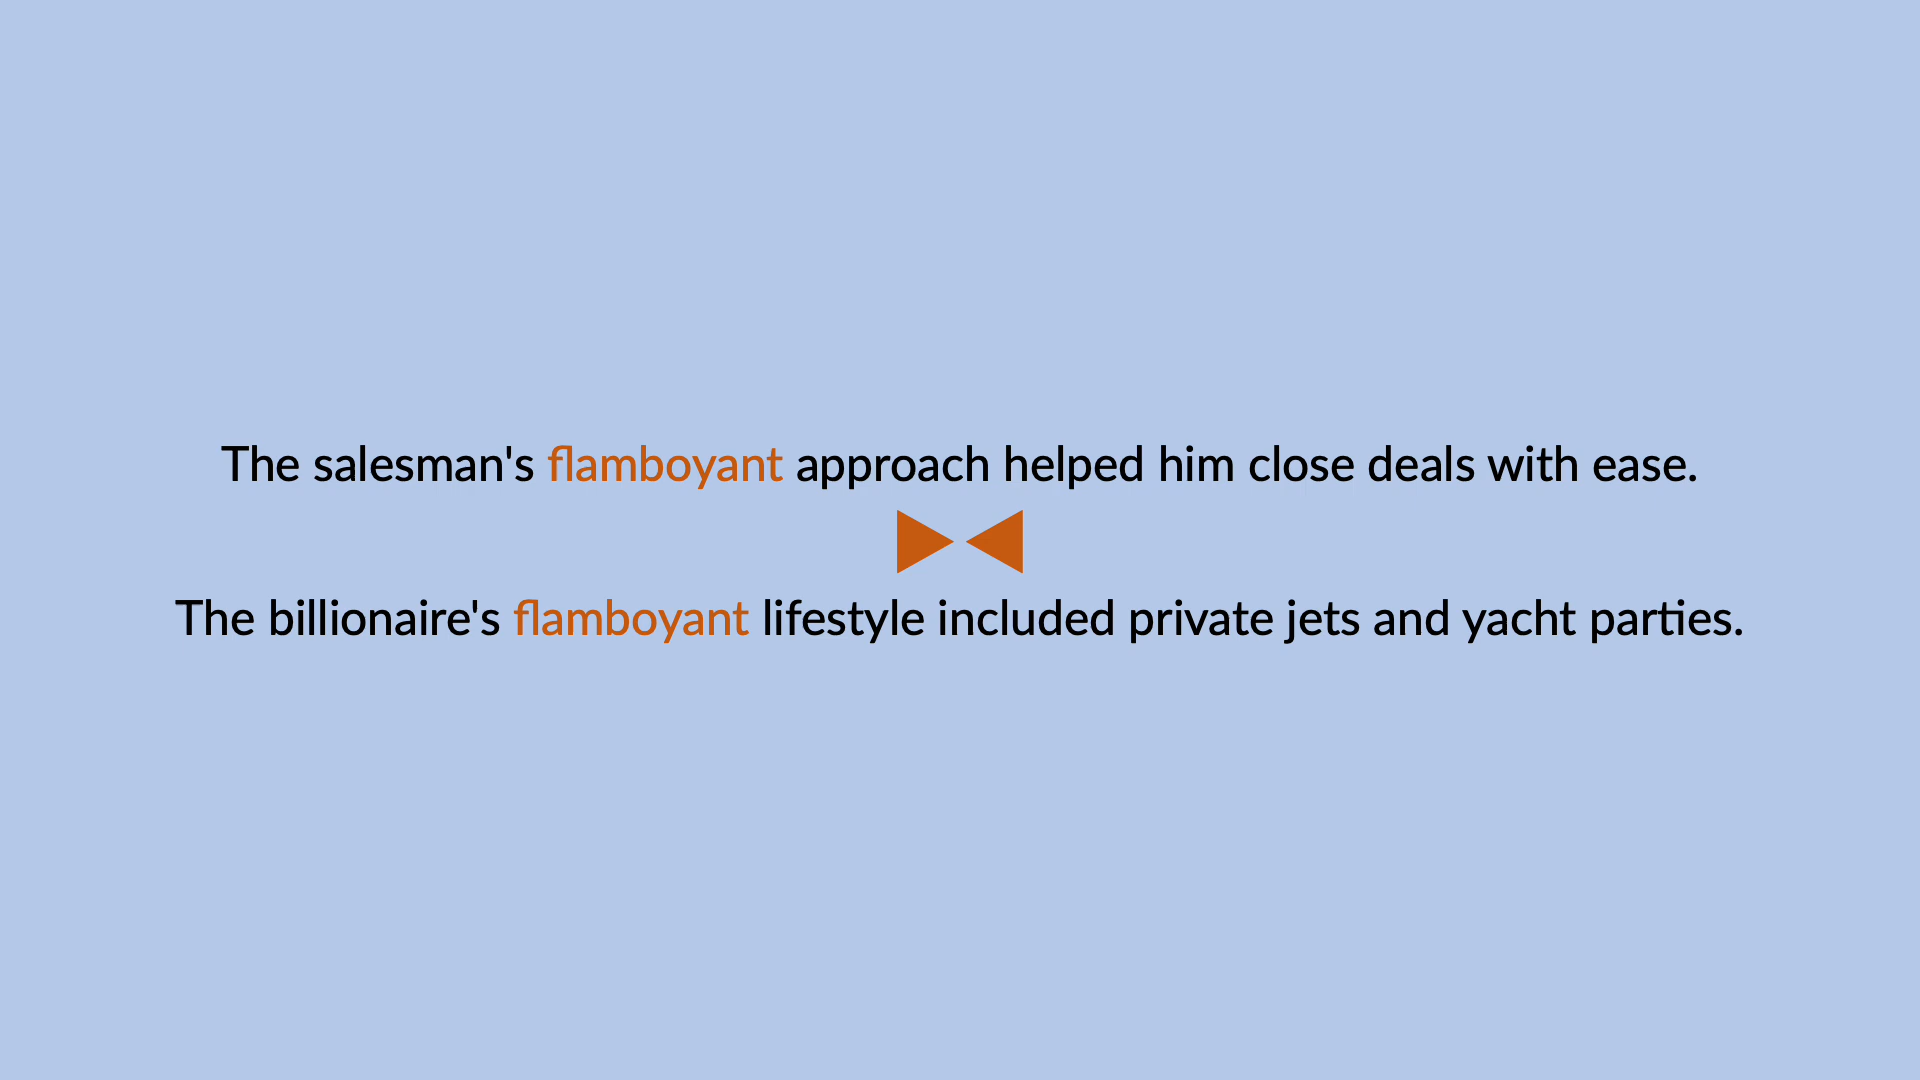 The salesman's flamboyant approach helped him close deals with ease.
The billionaire's flamboyant lifestyle included private jets and yacht parties.